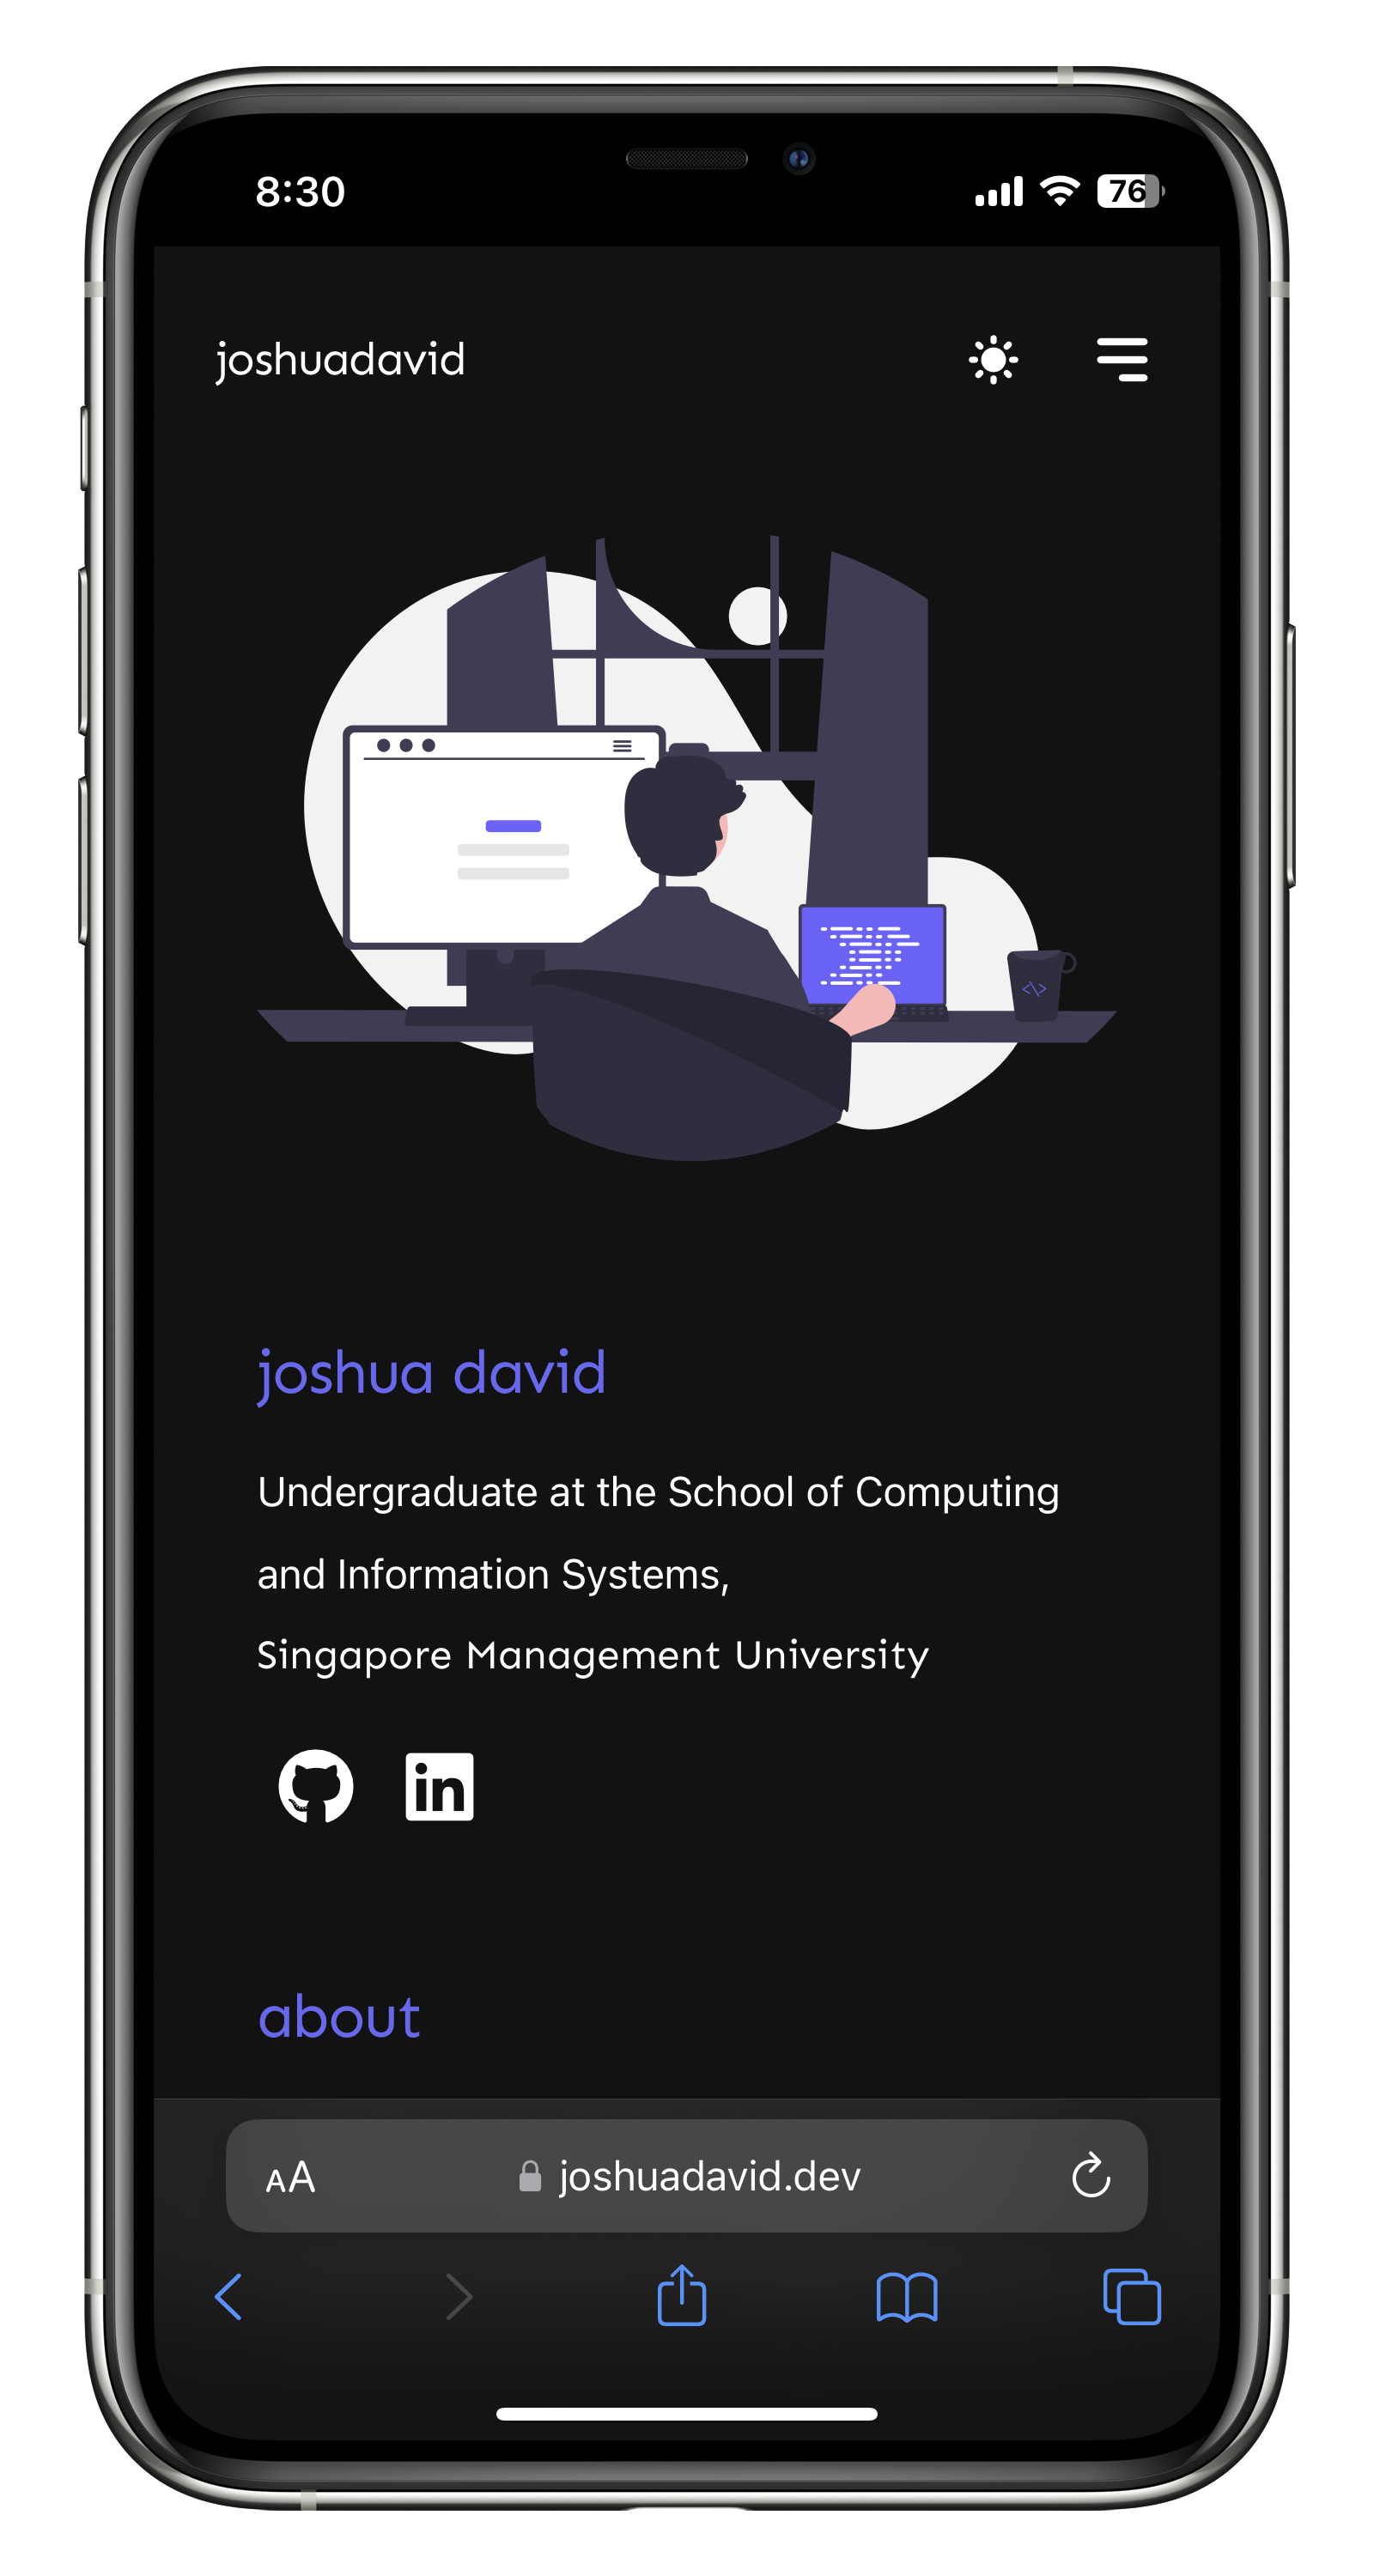 8:30
76
joshuadavid
<\>
joshua david
Undergraduate at the School of Computing
and Information Systems,
Singapore Management University
in
about
AA
joshuadavid.dev